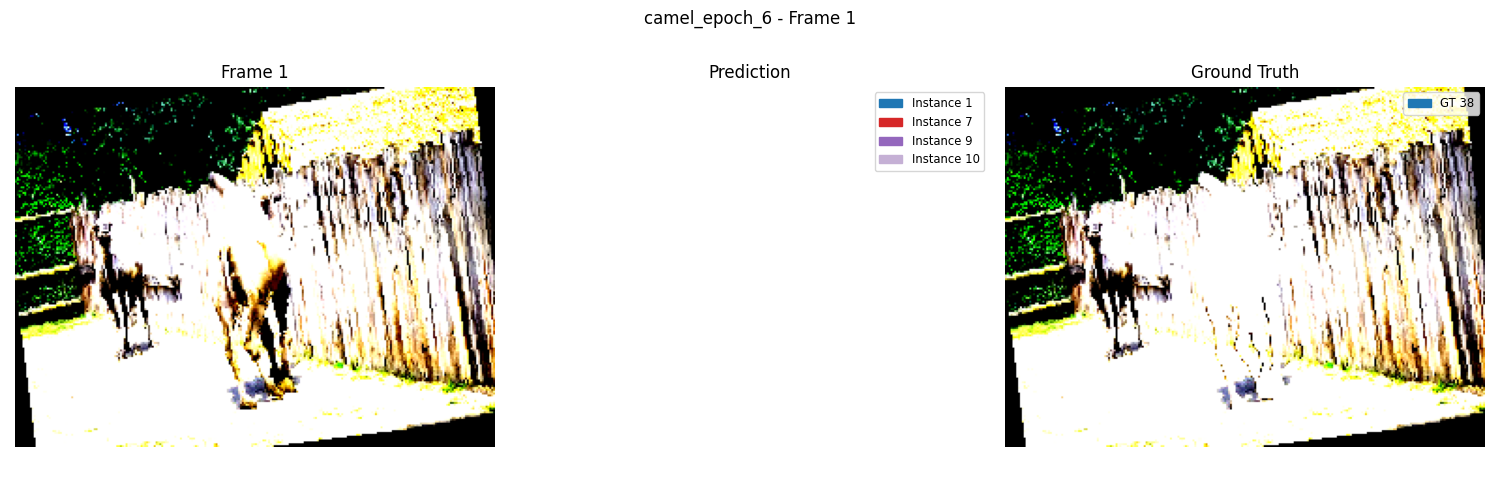 camel_epoch_6 - Frame 1
Frame 1
Prediction
Ground Truth
Instance 1
Instance 7
Instance 9
Instance 10
GT 38